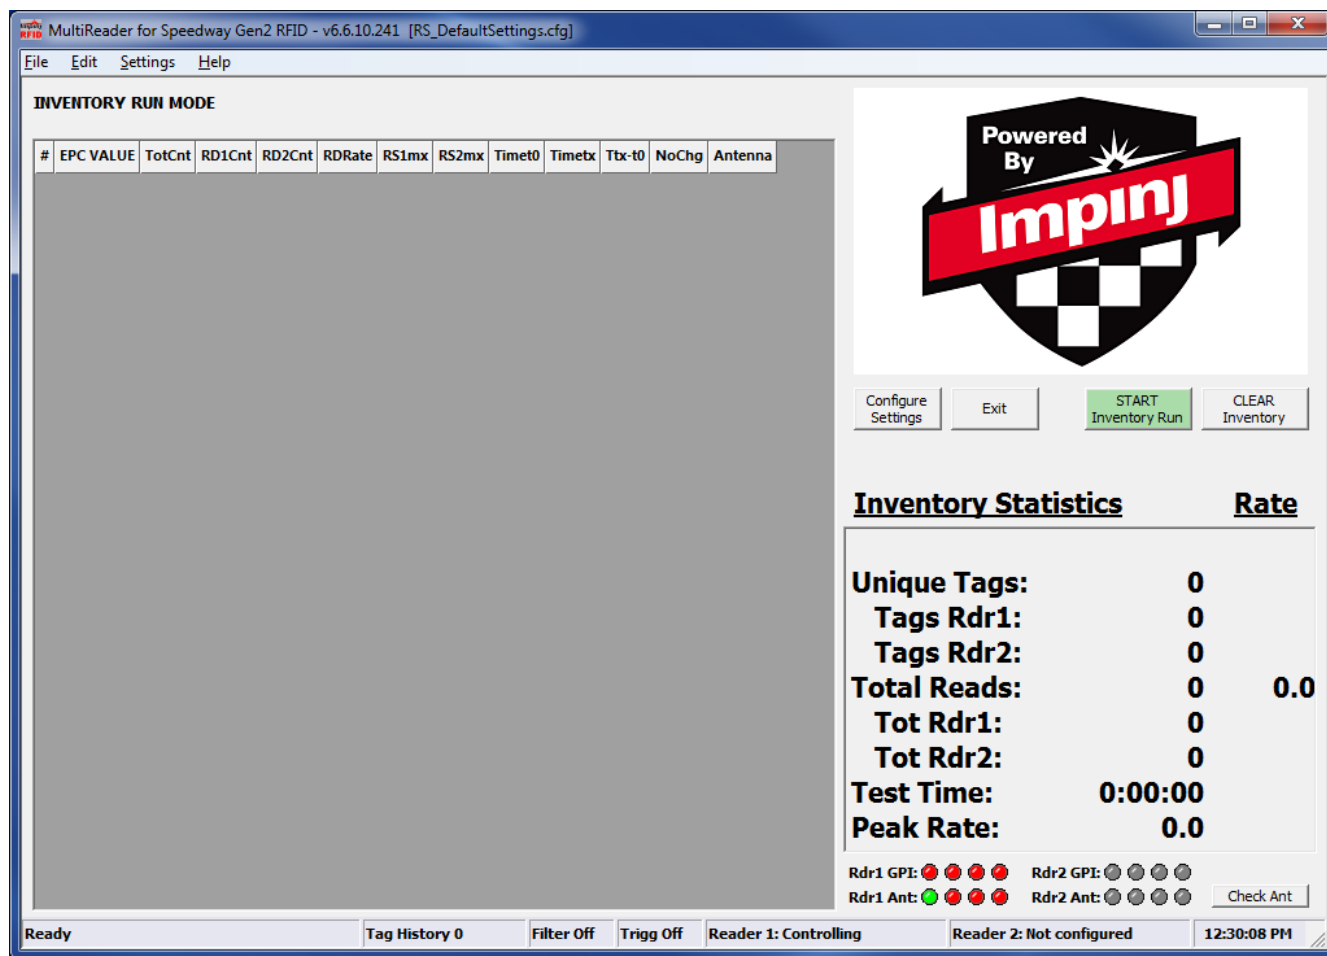 MultiReader for Speedway Gen2 RFID - v6.6.10.241 [RS_DefaultSettings.cfg]
File Edit Settings Help
INVENTORY RUN MODE
# EPC VALUE TotCnt RD1Cnt RD2Cnt RDRate RS1mx RS2mx Timet0 Timetx Ttx-t0 NoChg Antenna
Powered
By
Impinj
Configure Settings
Exit
START Inventory Run
CLEAR Inventory
Inventory Statistics Rate
Unique Tags: 0
Tags Rdr1: 0
Tags Rdr2: 0
Total Reads: 0 0.0
Tot Rdr1: 0
Tot Rdr2: 0
Test Time: 0:00:00
Peak Rate: 0.0
Rdr1 GPI: Rdr2 GPI:
Rdr1 Ant: Rdr2 Ant: Check Ant
Ready Tag History 0 Filter Off Trigg Off Reader 1: Controlling Reader 2: Not configured 12:30:08 PM